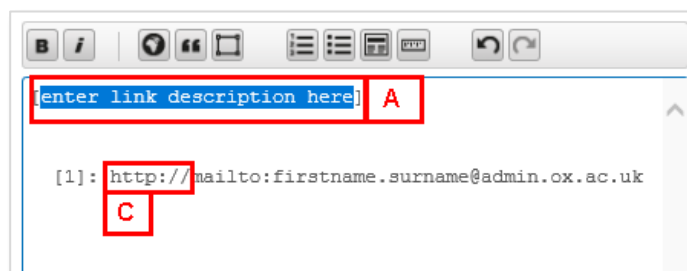 B i
[enter link description here] A
[1]: http://mailto:firstname.surname@admin.ox.ac.uk
C